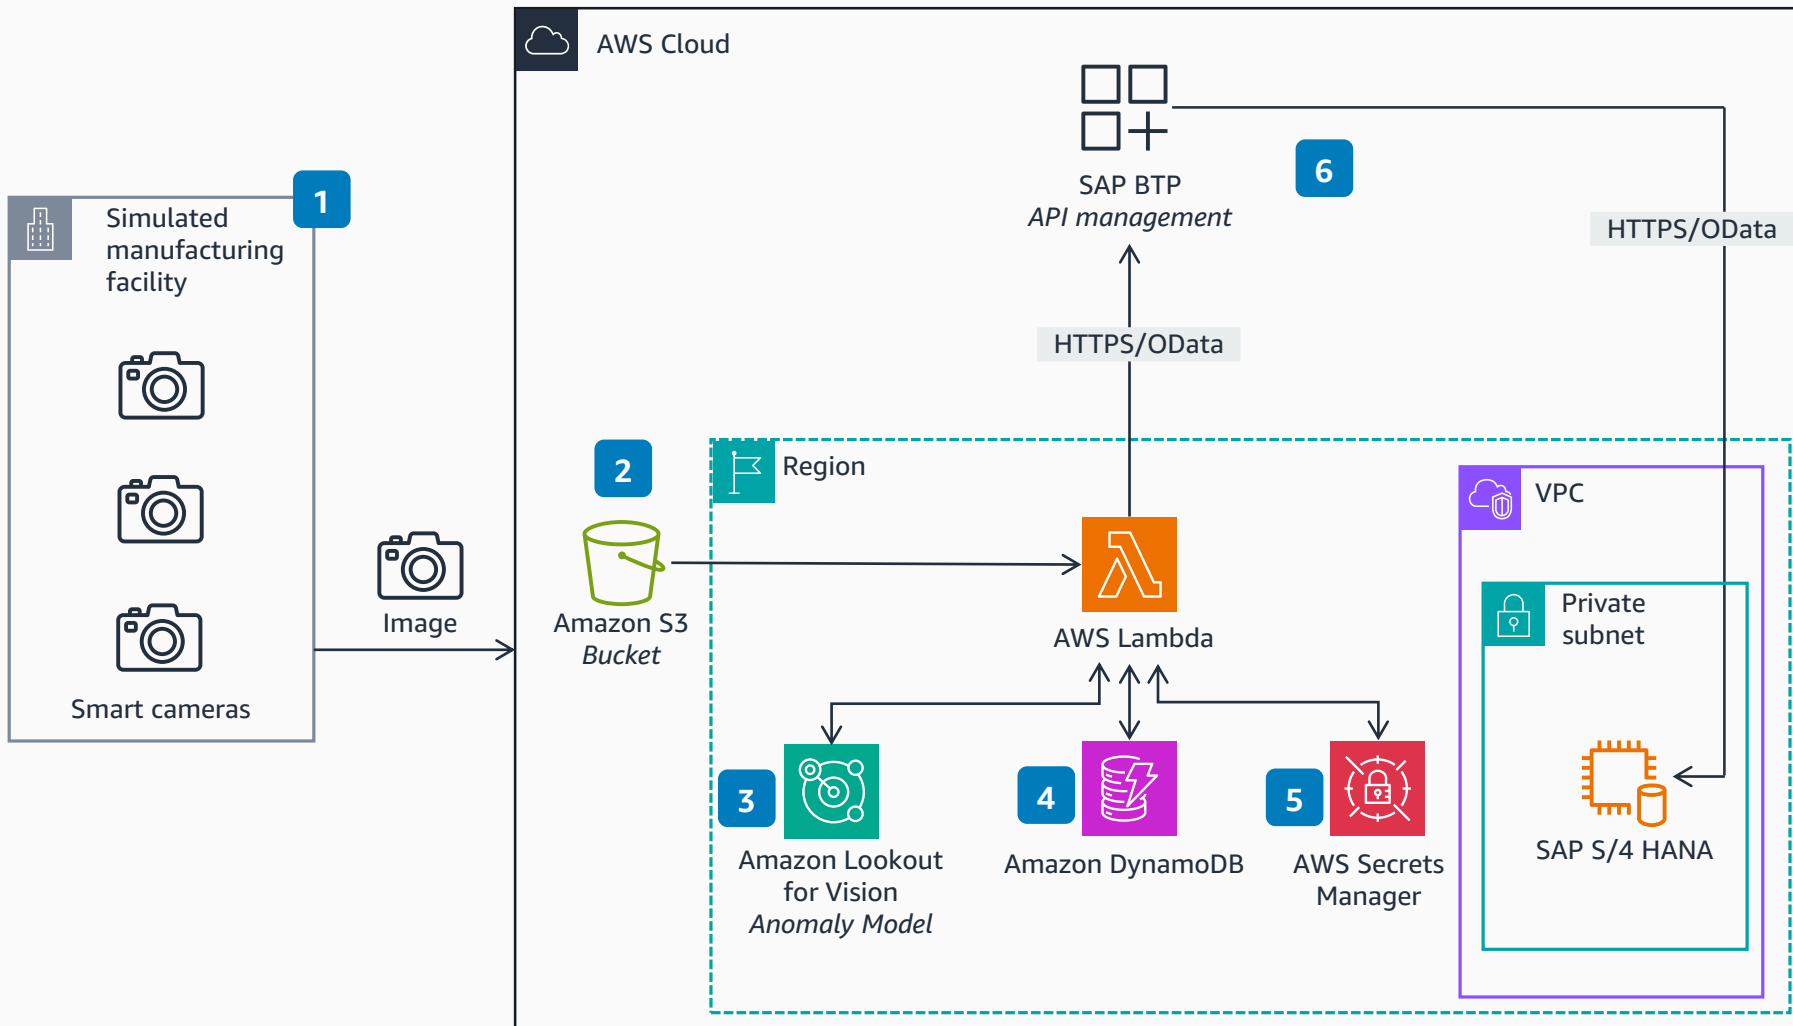 AWS Cloud
SAP BTP
API management
6
HTTPS/OData
1
Simulated
manufacturing
facility
HTTPS/OData
2
Region
VPC
Image
Amazon S3
Bucket
AWS Lambda
Private
subnet
Smart cameras
3
4
5
Amazon Lookout
for Vision
Anomaly Model
Amazon DynamoDB
AWS Secrets
Manager
SAP S/4 HANA